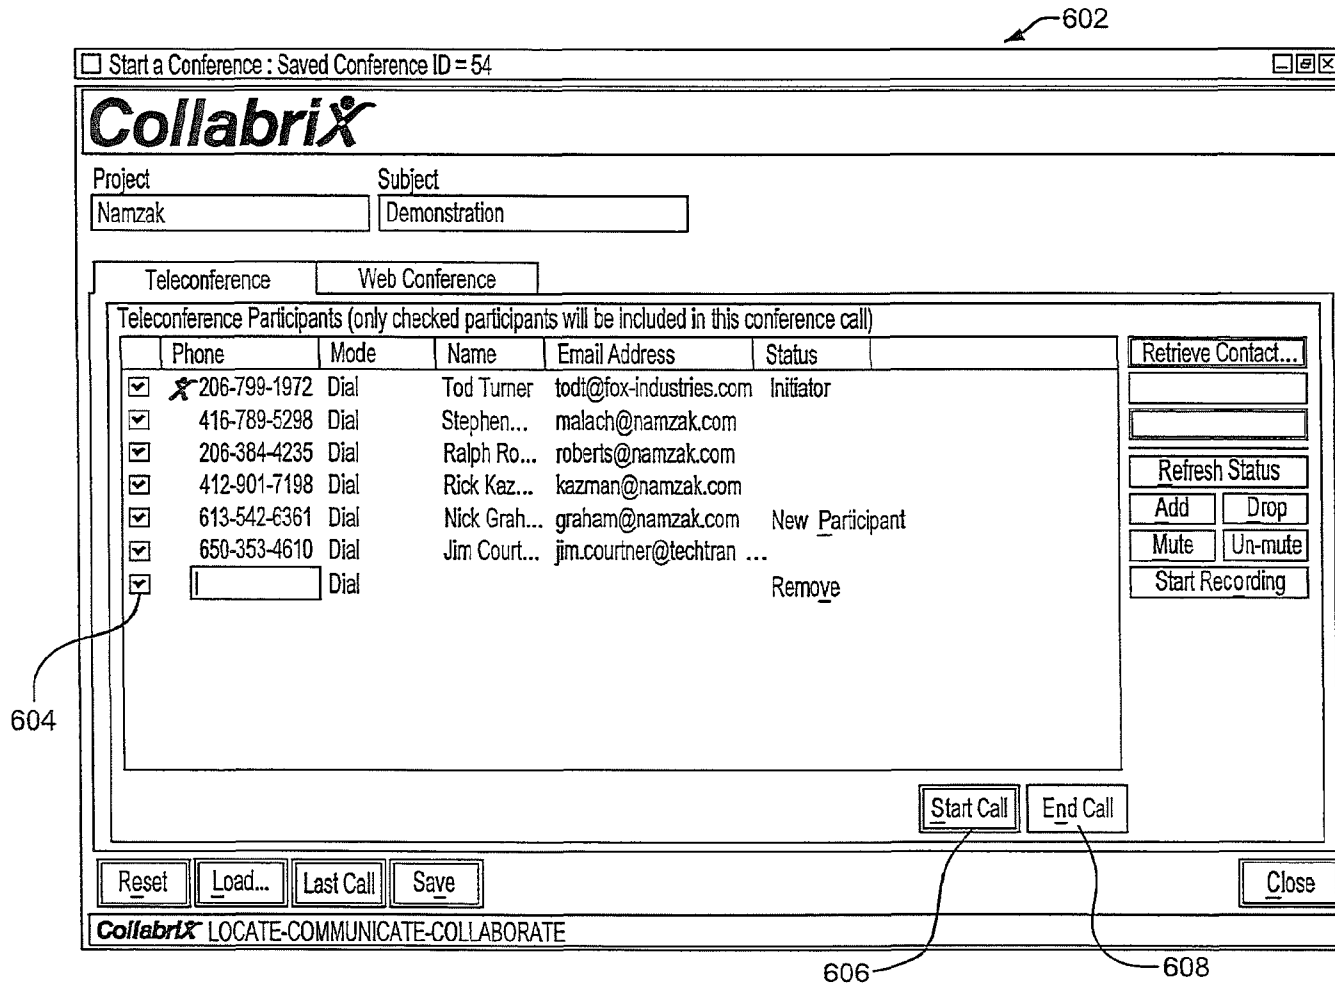 602
Start a Conference : Saved Conference ID = 54
Collabrix
Project Subject
Namzak Demonstration
Teleconference Web Conference
Teleconference Participants (only checked participants will be included in this conference call)
Phone Mode Name Email Address Status Retrieve Contact...
206-799-1972 Dial Tod Turner todt@fox-industries.com Initiator
416-789-5298 Dial Stephen... malach@namzak.com
206-384-4235 Dial Ralph Ro... roberts@namzak.com
412-901-7198 Dial Rick Kaz... kazman@namzak.com Refresh Status
613-542-6361 Dial Nick Grah... graham@namzak.com New Participant Add Drop
650-353-4610 Dial Jim Court... jim.courtner@techtran ... Mute Un-mute
Dial Remove Start Recording
604
Start Call End Call
Reset Load... Last Call Save Close
Collabrix LOCATE-COMMUNICATE-COLLABORATE
606 608